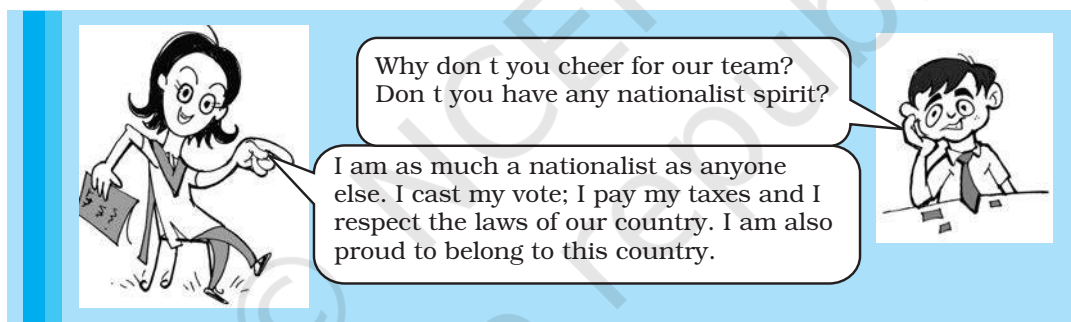 Why don t you cheer for our team?
Don t you have any nationalist spirit?
I am as much a nationalist as anyone
else. I cast my vote; I pay my taxes and I
respect the laws of our country. I am also
proud to belong to this country.